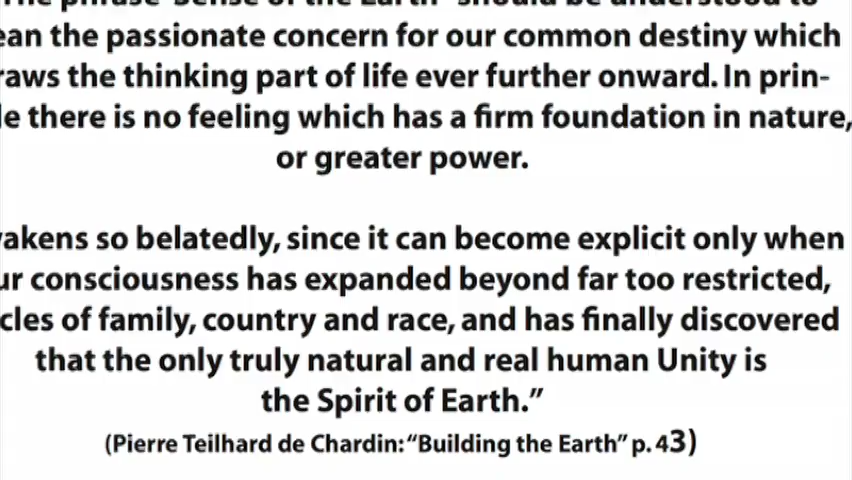 The phrase "Sense of the Earth" should be understood to
ean the passionate concern for our common destiny which
raws the thinking part of life ever further onward. In prin-
le there is no feeling which has a firm foundation in nature,
or greater power.
akens so belatedly, since it can become explicit only when
ur consciousness has expanded beyond far too restricted,
cles of family, country and race, and has finally discovered
that the only truly natural and real human Unity is
the Spirit of Earth."
(Pierre Teilhard de Chardin: "Building the Earth" p. 43)